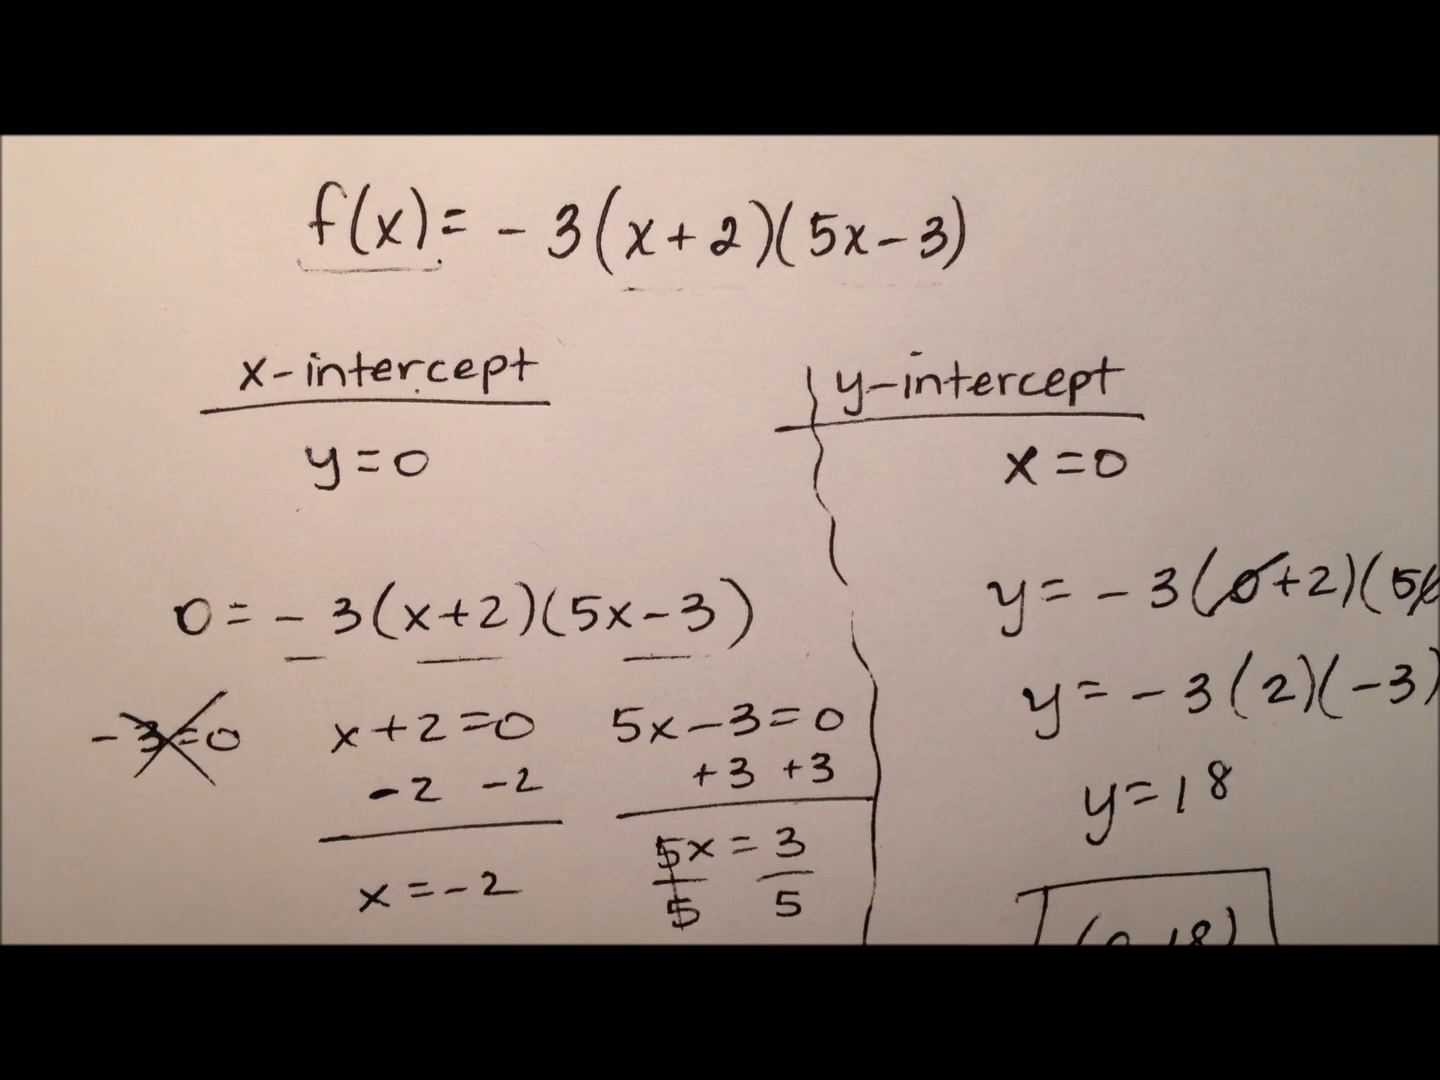 f(x) = - 3(x+2)(5x-3)
x-intercept
y=0
0 = - 3(x+2)(5x-3)
-3=0
x+2=0
-2 -2
x=-2
5x-3=0
+3 +3
5x = 3
5 5
y-intercept
x=0
y= -3(0+2)(5
y= -3(2)(-3)
y=18